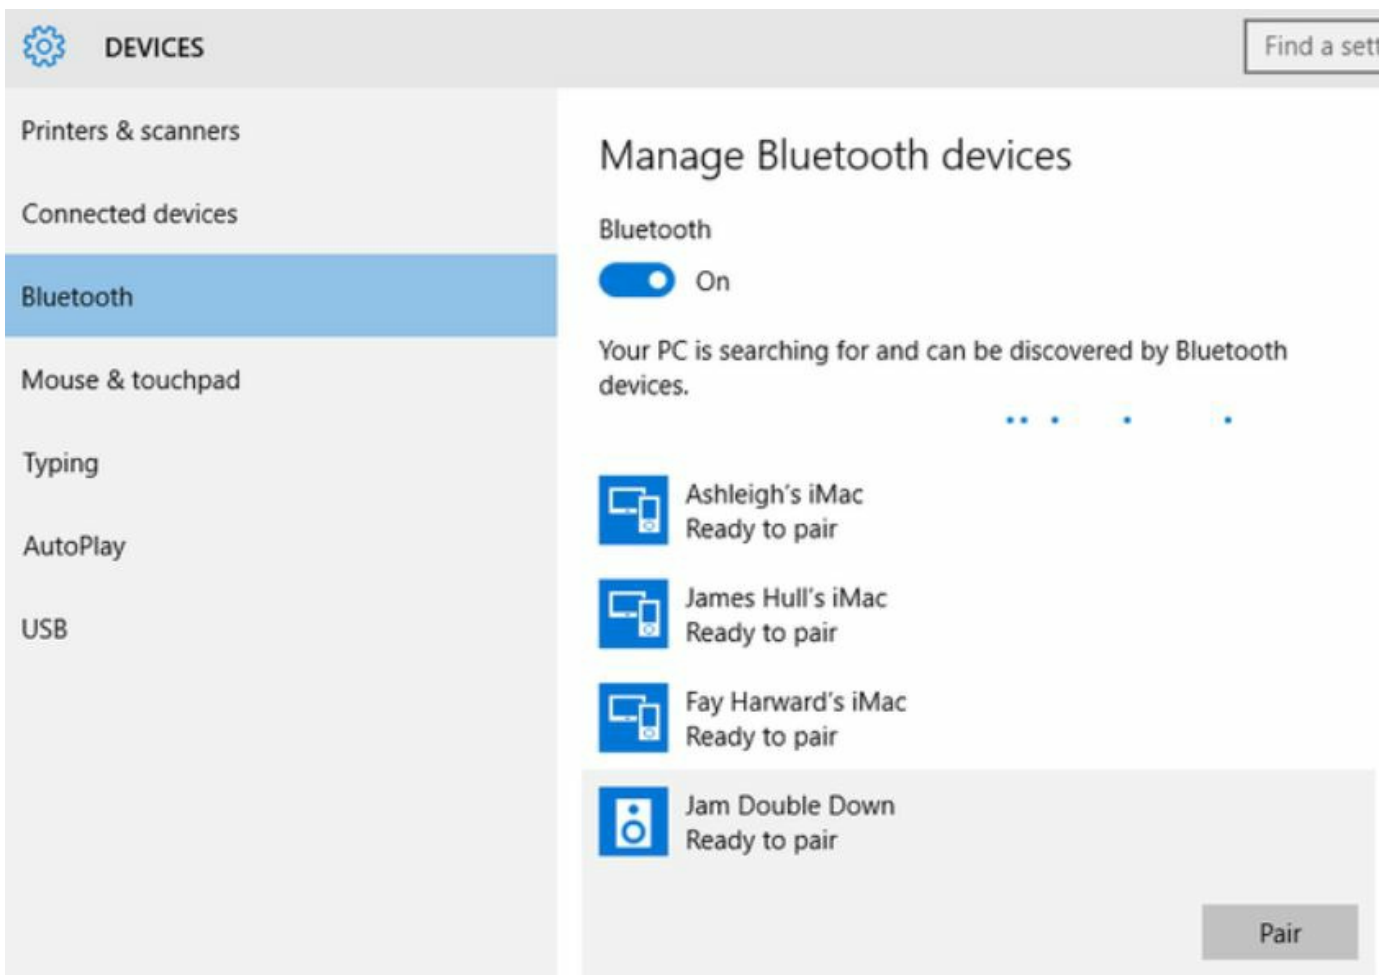 DEVICES
Find a sett
Printers & scanners
Connected devices
Bluetooth
Mouse & touchpad
Typing
AutoPlay
USB
Manage Bluetooth devices
Bluetooth
On
Your PC is searching for and can be discovered by Bluetooth
devices.
Ashleigh's iMac
Ready to pair
James Hull's iMac
Ready to pair
Fay Harward's iMac
Ready to pair
Jam Double Down
Ready to pair
Pair